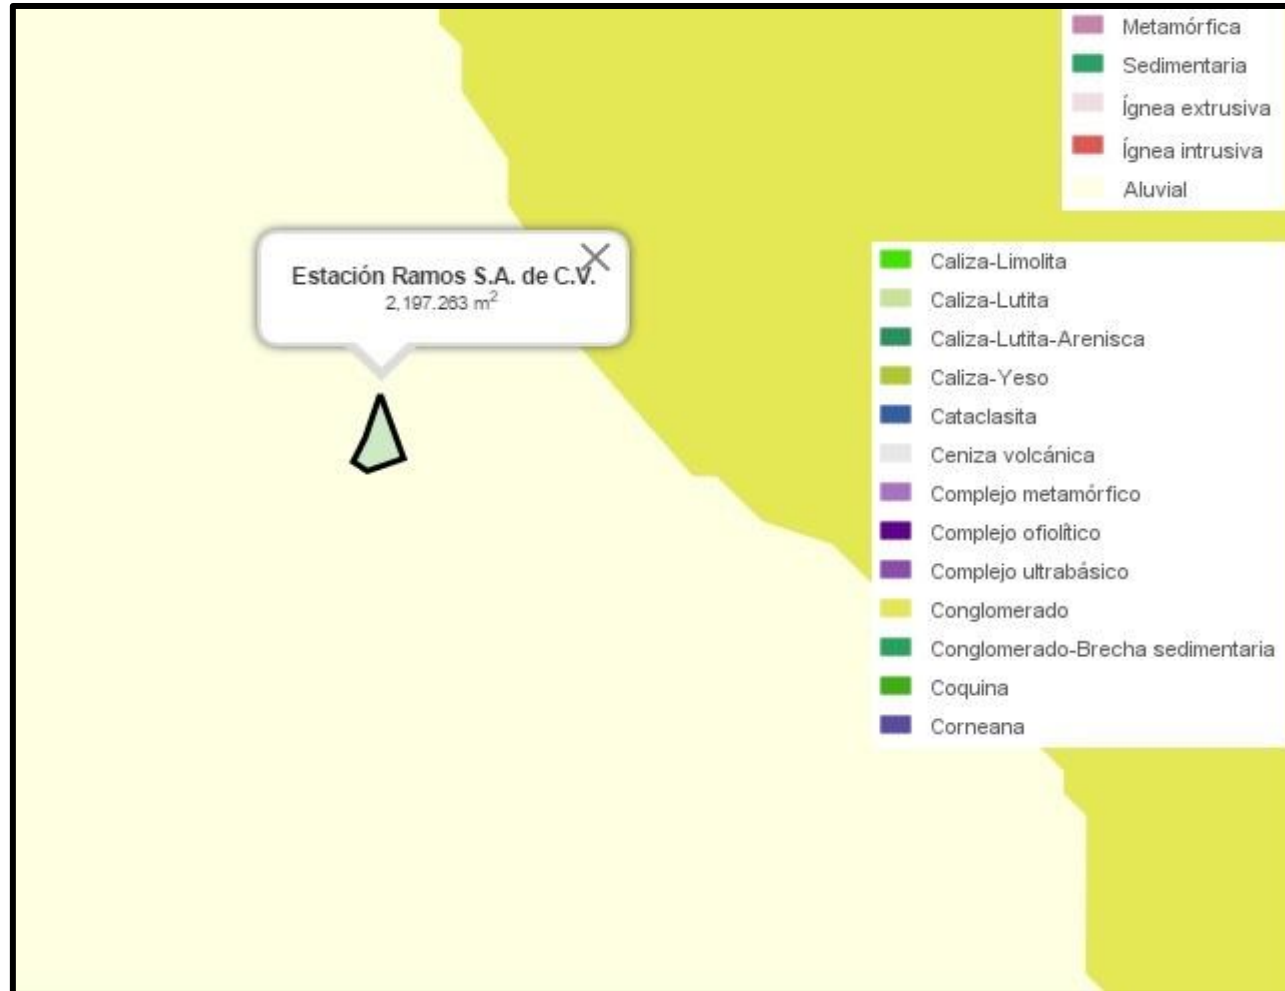 Metamórfica
Sedimentaria
Ígnea extrusiva
Ígnea intrusiva
Aluvial
Estación Ramos S.A. de C.V.
2,197.263 m²
Caliza-Limolita
Caliza-Lutita
Caliza-Lutita-Arenisca
Caliza-Yeso
Cataclasita
Ceniza volcánica
Complejo metamórfico
Complejo ofiolítico
Complejo ultrabásico
Conglomerado
Conglomerado-Brecha sedimentaria
Coquina
Corneana